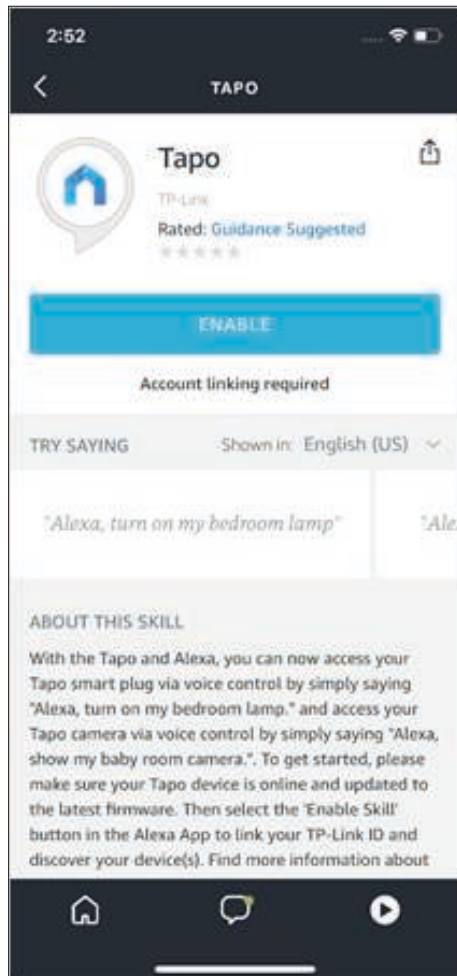 2:52
TAPO
Tapo
TP-Link
Rated: Guidance Suggested
ENABLE
Account linking required
TRY SAYING Shown in: English (US)
"Alexa, turn on my bedroom lamp" "Ale
ABOUT THIS SKILL
With the Tapo and Alexa, you can now access your
Tapo smart plug via voice control by simply saying
"Alexa, turn on my bedroom lamp." and access your
Tapo camera via voice control by simply saying "Alexa,
show my baby room camera.". To get started, please
make sure your Tapo device is online and updated to
the latest firmware. Then select the 'Enable Skill'
button in the Alexa App to link your TP-Link ID and
discover your device(s). Find more information about